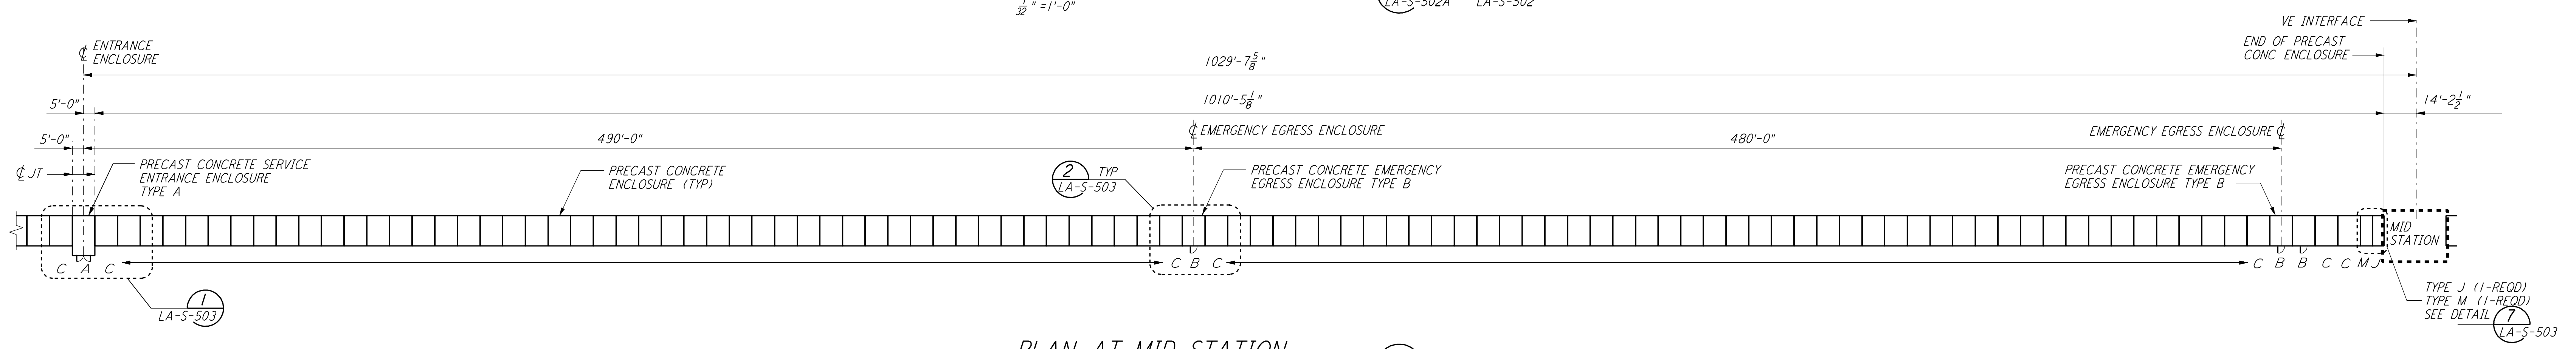 1/32" =1'-0"
LA-S-502A LA-S-502
VE INTERFACE
℄ ENTRANCE
ENCLOSURE
END OF PRECAST
CONC ENCLOSURE
1029'-7 5/8"
5'-0"
1010'-5 1/8"
14'-2 1/2"
5'-0"
490'-0"
℄ EMERGENCY EGRESS ENCLOSURE
480'-0"
EMERGENCY EGRESS ENCLOSURE ℄
℄ JT
PRECAST CONCRETE SERVICE
ENTRANCE ENCLOSURE
TYPE A
PRECAST CONCRETE
ENCLOSURE (TYP)
2 TYP
LA-S-503
PRECAST CONCRETE EMERGENCY
EGRESS ENCLOSURE TYPE B
PRECAST CONCRETE EMERGENCY
EGRESS ENCLOSURE TYPE B
MID
STATION
C A C
C B C
C B B C C M J
1
LA-S-503
TYPE J (1-REQD)
TYPE M (1-REQD)
SEE DETAIL 7
LA-S-503
PLAN AT MID STATION